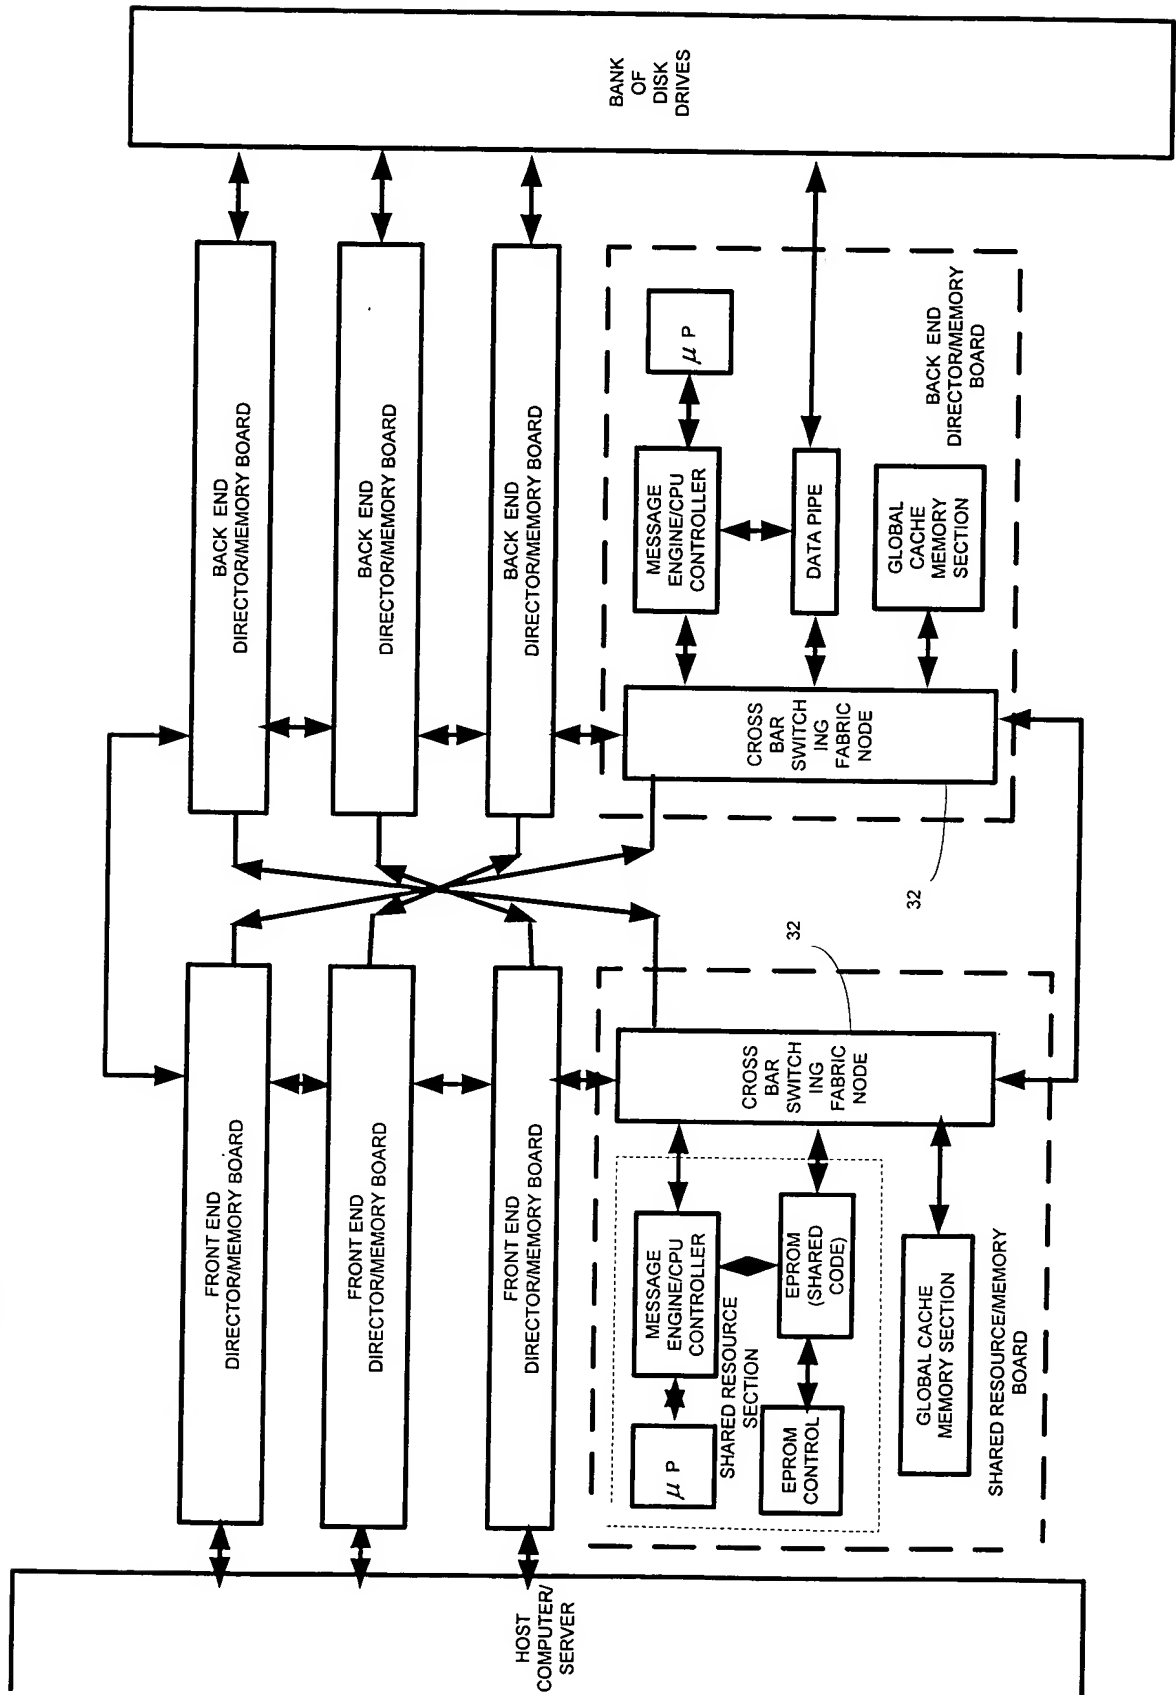 HOST
COMPUTER/
SERVER
FRONT END
DIRECTOR/MEMORY BOARD
FRONT END
DIRECTOR/MEMORY BOARD
FRONT END
DIRECTOR/MEMORY BOARD
BACK END
DIRECTOR/MEMORY BOARD
BACK END
DIRECTOR/MEMORY BOARD
BACK END
DIRECTOR/MEMORY BOARD
BANK
OF
DISK
DRIVES
μ P
MESSAGE
ENGINE/CPU
CONTROLLER
SHARED RESOURCE
SECTION
EPROM
CONTROL
EPROM
(SHARED
CODE)
GLOBAL CACHE
MEMORY SECTION
SHARED RESOURCE/MEMORY
BOARD
CROSS
BAR
SWITCH
ING
FABRIC
NODE
32
32
CROSS
BAR
SWITCH
ING
FABRIC
NODE
MESSAGE
ENGINE/CPU
CONTROLLER
μ P
DATA PIPE
GLOBAL
CACHE
MEMORY
SECTION
BACK END
DIRECTOR/MEMORY
BOARD